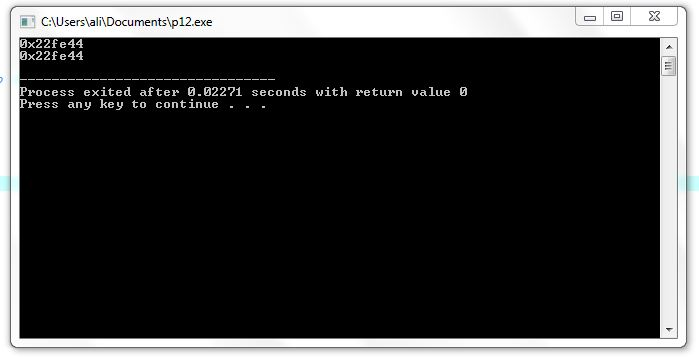 C:\Users\ali\Documents\p12.exe
0x22fe44
0x22fe44
--------------------------------
Process exited after 0.02271 seconds with return value 0
Press any key to continue . . .